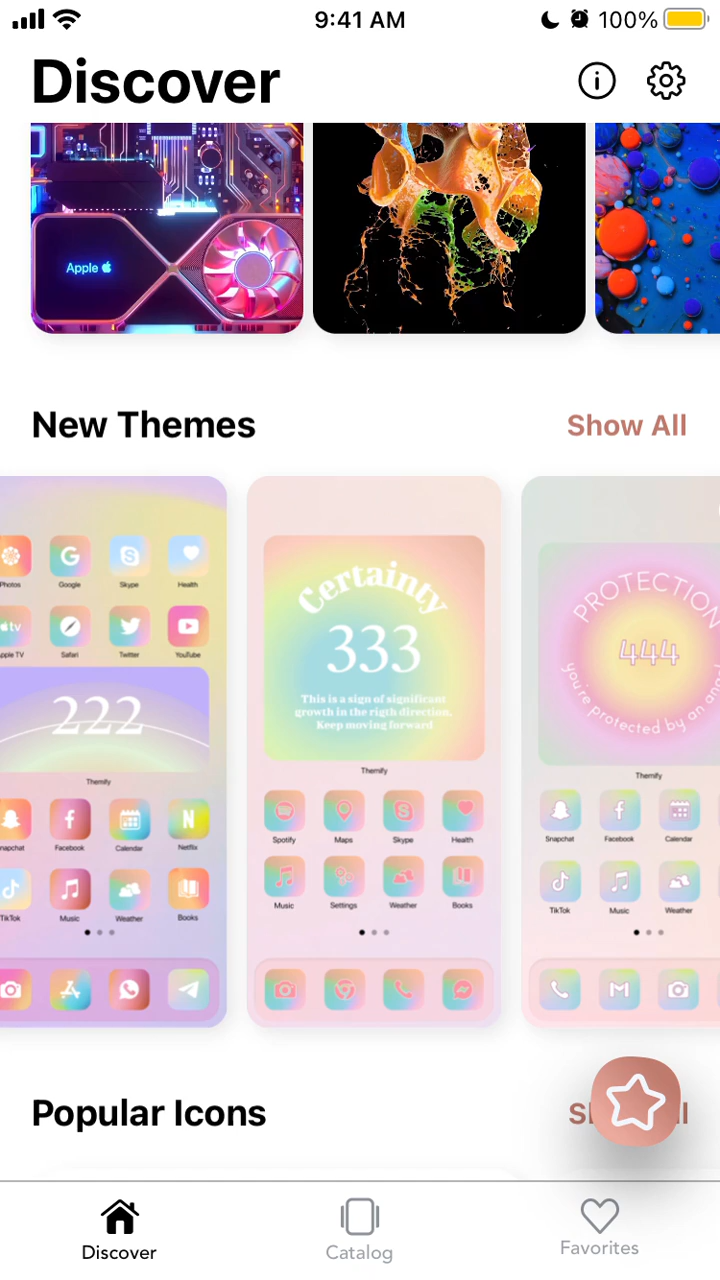 9:41 AM
100%
Discover
Apple
New Themes
Show All
Photos
Google
Skype
Health
Apple TV
Safari
Twitter
YouTube
222
Themify
Snapchat
Facebook
Calendar
Netflix
TikTok
Music
Weather
Books
Certainty
333
This is a sign of significant
growth in the rigth direction.
Keep moving forward
Themify
Spotify
Maps
Skype
Health
Music
Settings
Weather
Books
PROTECTION
444
you're protected by an
Themify
Snapchat
Facebook
Calendar
TikTok
Music
Weather
Popular Icons
Discover
Catalog
Favorites